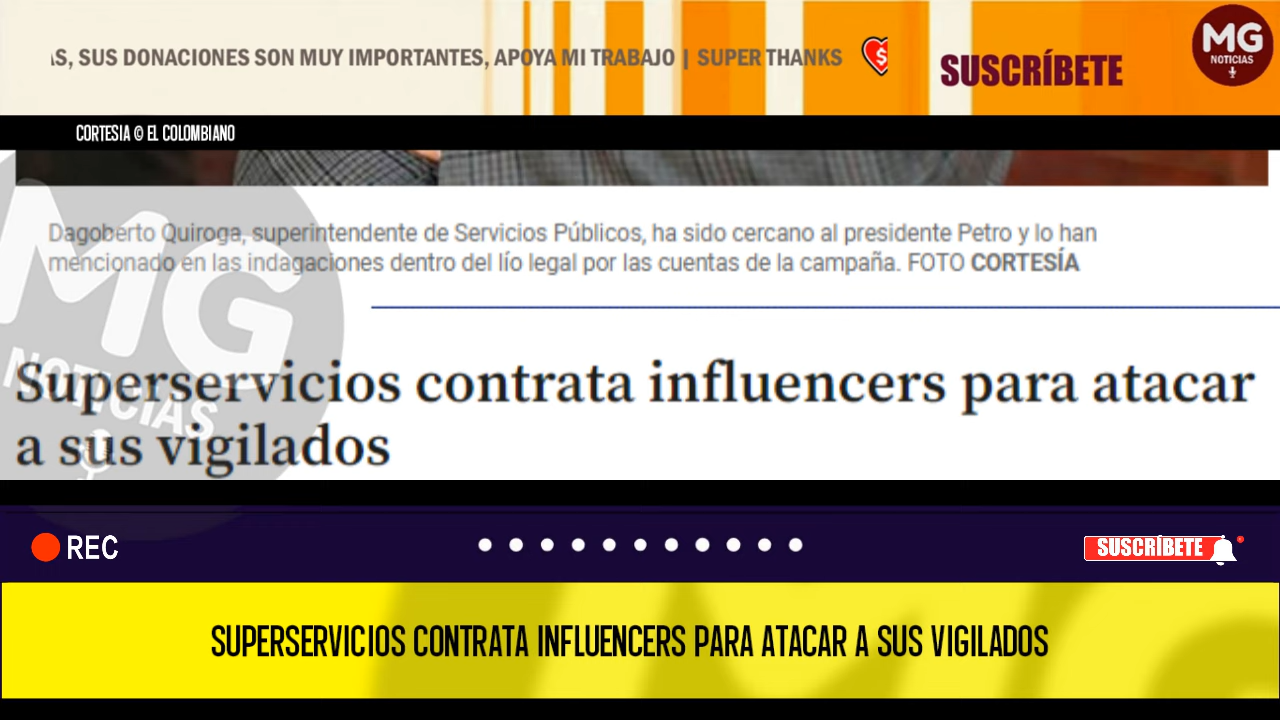 AS, SUS DONACIONES SON MUY IMPORTANTES, APOYA MI TRABAJO | SUPER THANKS
SUSCRÍBETE
MG
NOTICIAS
CORTESIA © EL COLOMBIANO
Dagoberto Quiroga, superintendente de Servicios Públicos, ha sido cercano al presidente Petro y lo han
mencionado en las indagaciones dentro del lío legal por las cuentas de la campaña. FOTO CORTESÍA
MG
NOTICIAS
Superservicios contrata influencers para atacar
a sus vigilados
REC
SUSCRÍBETE
SUPERSERVICIOS CONTRATA INFLUENCERS PARA ATACAR A SUS VIGILADOS